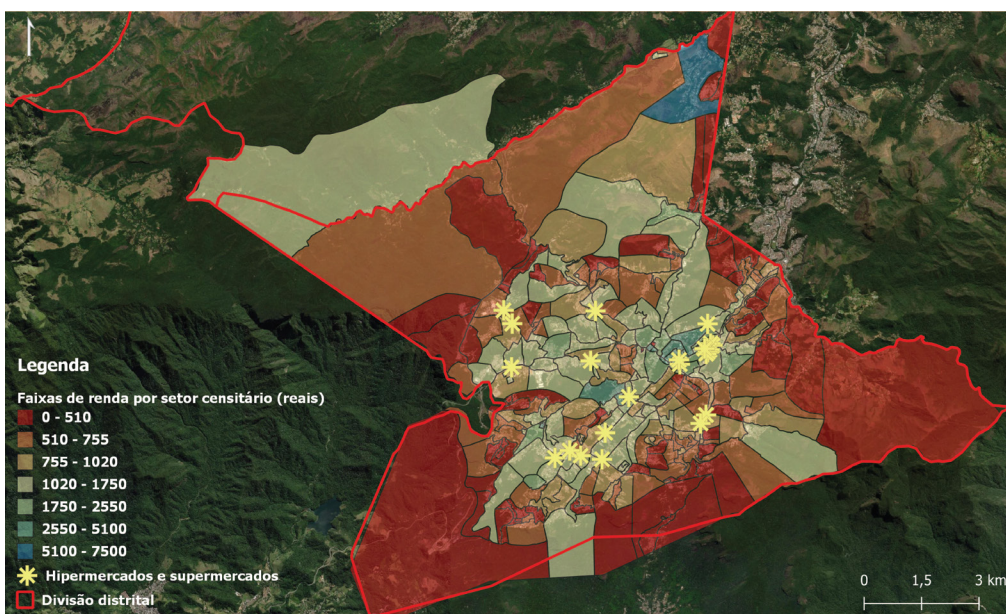 Legenda
Faixas de renda por setor censitário (reais)
0 - 510
510 - 755
755 - 1020
1020 - 1750
1750 - 2550
2550 - 5100
5100 - 7500
Hipermercados e supermercados
Divisão distrital
0 1,5 3 km